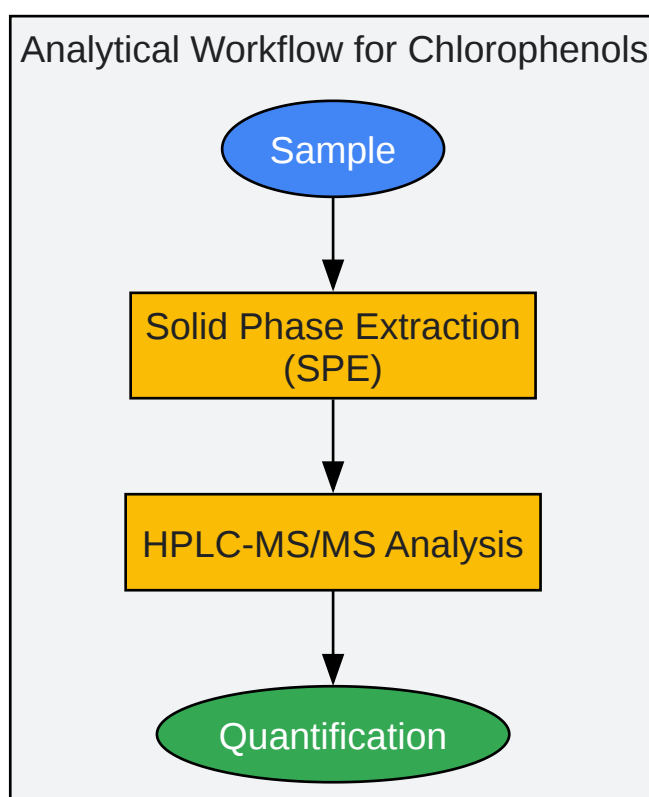 Analytical Workflow for Chlorophenols
Sample
Solid Phase Extraction
(SPE)
HPLC-MS/MS Analysis
Quantification